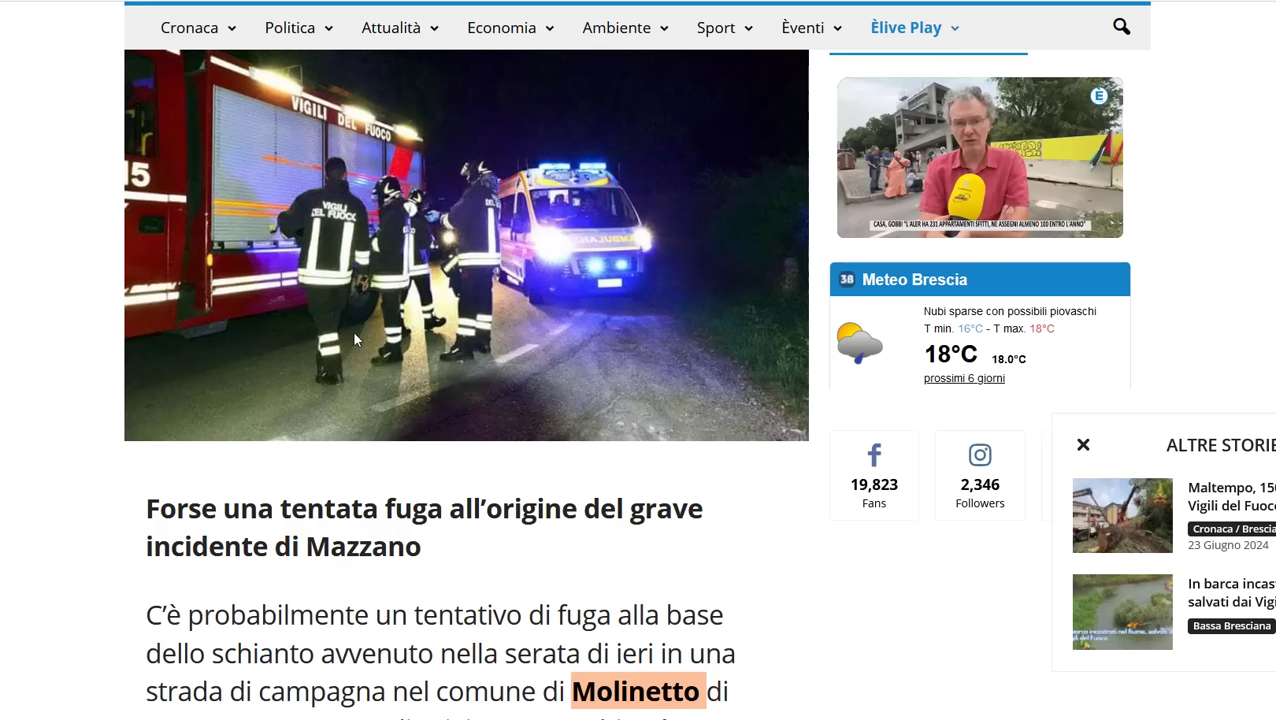 Cronaca Politica Attualità Economia Ambiente Sport Èventi Èlive Play
VIGILI DEL FUOCO
15
VIGILI
DEL FUOCO
AMBULANZA
È
CASA, GOBBI "L'ALER HA 231 APPARTAMENTI SFITTI, NE ASSEGNI ALMENO 100 ENTRO L'ANNO"
38 Meteo Brescia
Nubi sparse con possibili piovaschi
T min. 16°C - T max. 18°C
18°C 18.0°C
prossimi 6 giorni
19,823
Fans
2,346
Followers
Forse una tentata fuga all’origine del grave
incidente di Mazzano
C’è probabilmente un tentativo di fuga alla base
dello schianto avvenuto nella serata di ieri in una
strada di campagna nel comune di Molinetto di
ALTRE STORIE
Maltempo, 150
Vigili del Fuoco
Cronaca / Brescia
23 Giugno 2024
In barca incas
salvati dai Vigi
Bassa Bresciana